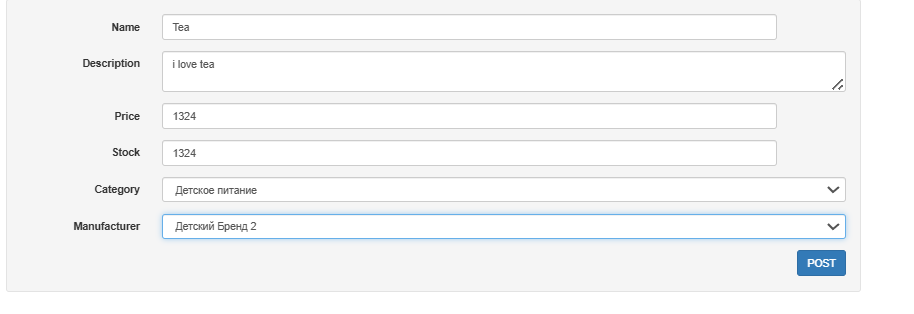 Name Tea
Description i love tea
Price 1324
Stock 1324
Category Детское питание
Manufacturer Детский Бренд 2
POST